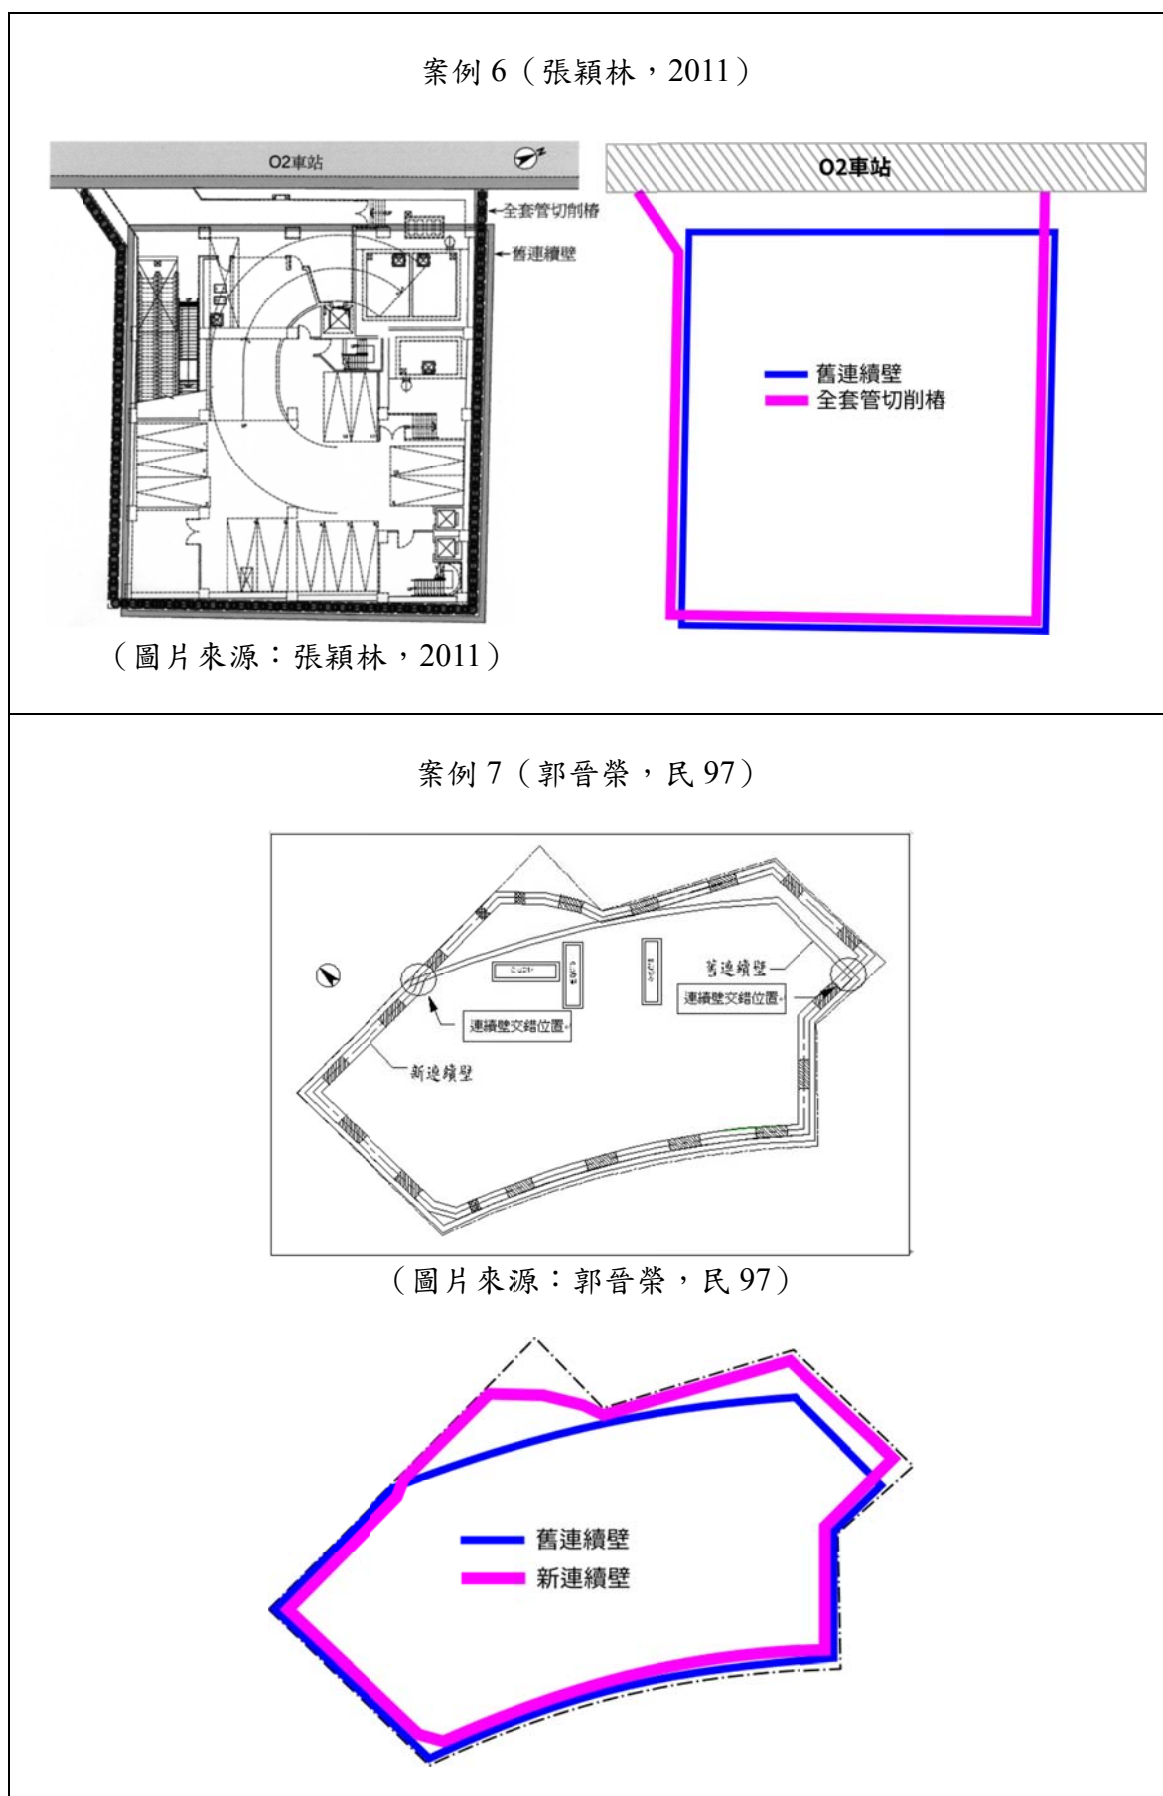 案例 6（張穎林，2011）
O2車站
N
全套管切削樁
舊連續壁
O2車站
舊連續壁
全套管切削樁
（圖片來源：張穎林，2011）
案例 7（郭晉榮，民 97）
舊連續壁
連續壁交錯位置
連續壁交錯位置
新連續壁
（圖片來源：郭晉榮，民 97）
舊連續壁
新連續壁